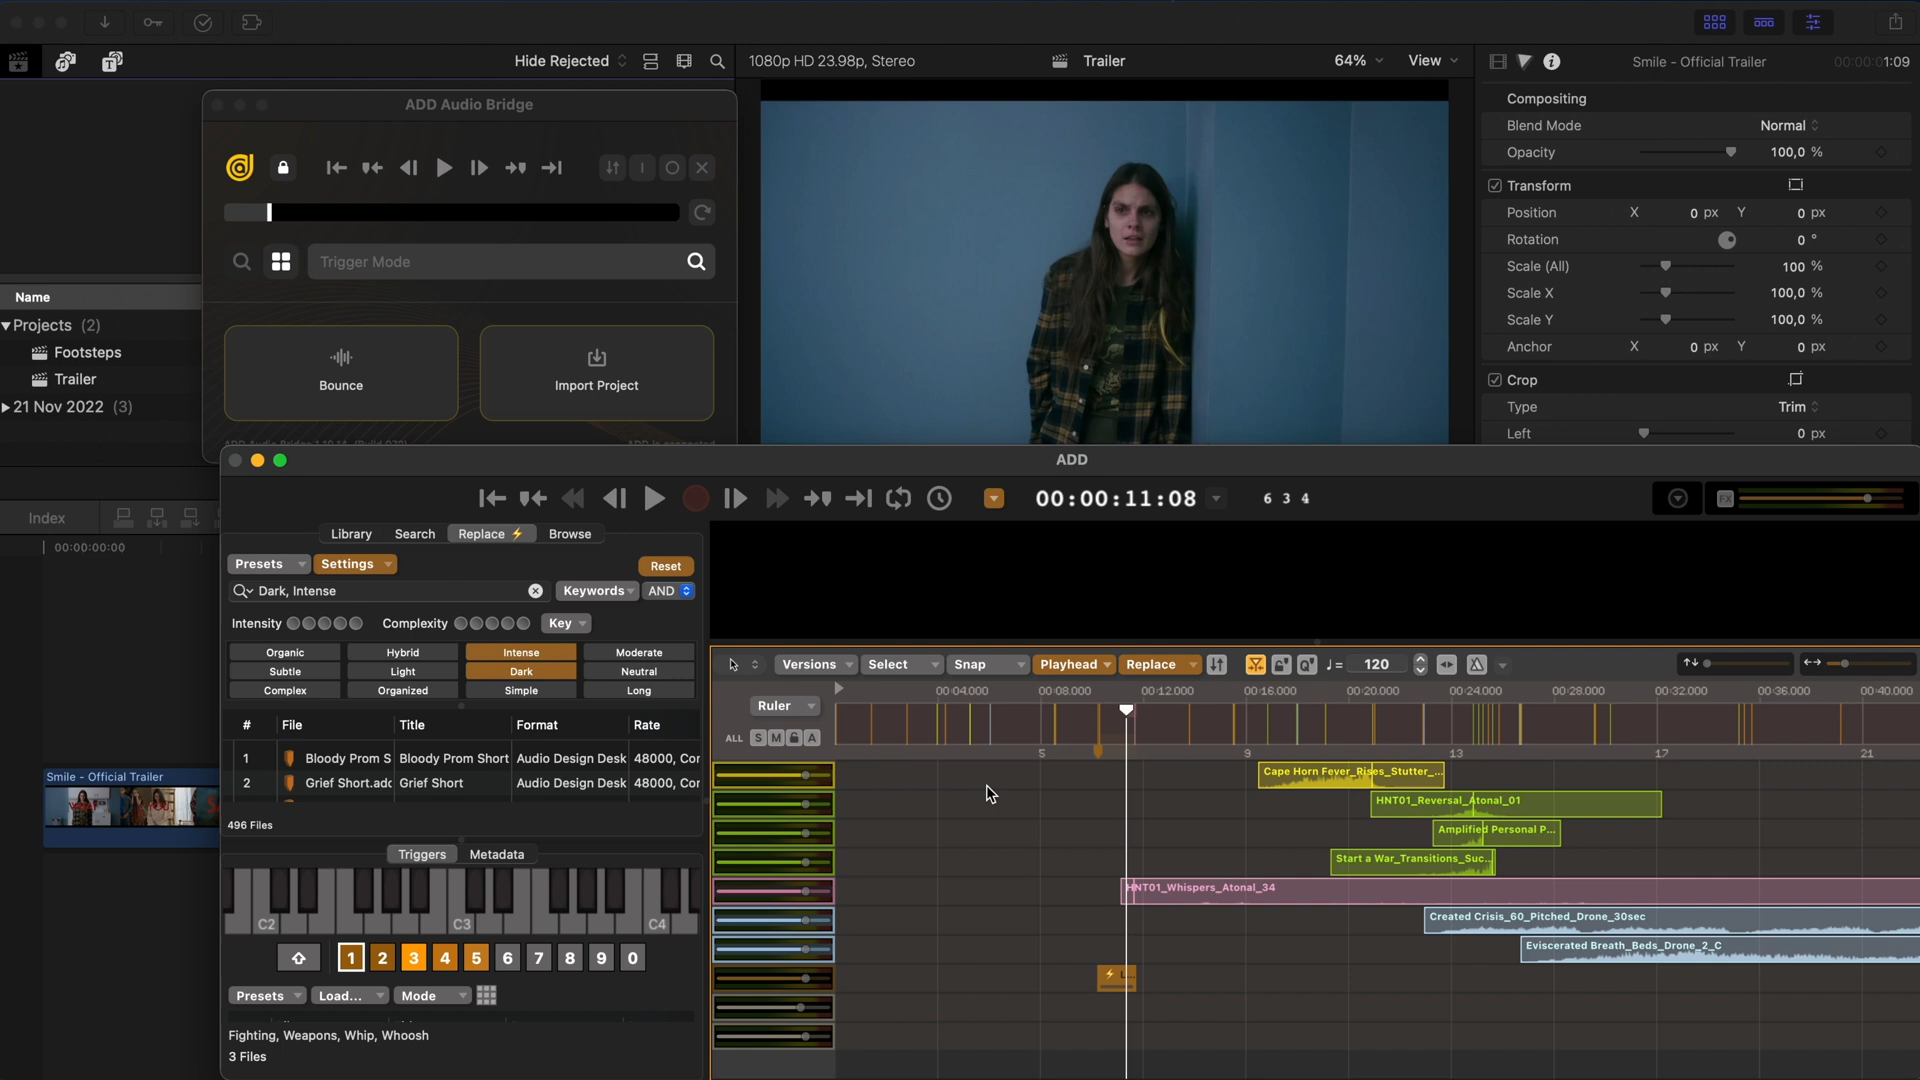 Hide Rejected
1080p HD 23.98p, Stereo
Trailer
64%
View
Smile - Official Trailer
00:00:01:09
ADD Audio Bridge
Trigger Mode
Bounce
Import Project
Name
Projects (2)
Footsteps
Trailer
21 Nov 2022 (3)
Compositing
Blend Mode Normal
Opacity 100,0 %
Transform
Position X 0 px Y 0 px
Rotation 0 °
Scale (All) 100 %
Scale X 100,0 %
Scale Y 100,0 %
Anchor X 0 px Y 0 px
Crop
Type Trim
Left 0 px
ADD
00:00:11:08
6 3 4
FX
Index
00:00:00:00
Smile - Official Trailer
Library Search Replace Browse
Presets Settings Reset
Dark, Intense Keywords AND
Intensity Complexity Key
Organic Hybrid Intense Moderate
Subtle Light Dark Neutral
Complex Organized Simple Long
# File Title Format Rate
1 Bloody Prom S Bloody Prom Short Audio Design Desk 48000, Cor
2 Grief Short.adc Grief Short Audio Design Desk 48000, Cor
496 Files
Triggers Metadata
C2 C3 C4
1 2 3 4 5 6 7 8 9 0
Presets Load... Mode
Fighting, Weapons, Whip, Whoosh
3 Files
Versions Select Snap Playhead Replace 120
Ruler
00:04:000 00:08.000 00:12:000 00:16:000 00:20.000 00:24:000 00:28:000 00:32:000 00:36:000 00:40:000
ALL S M A
5 9 13 17 21
Cape Horn Fever_Rises_Stutter_...
HNT01_Reversal_Atonal_01
Amplified Personal P...
Start a War_Transitions_Suc...
HNT01_Whispers_Atonal_34
Created Crisis_60_Pitched_Drone_30sec
Eviscerated Breath_Beds_Drone_2_C
L...